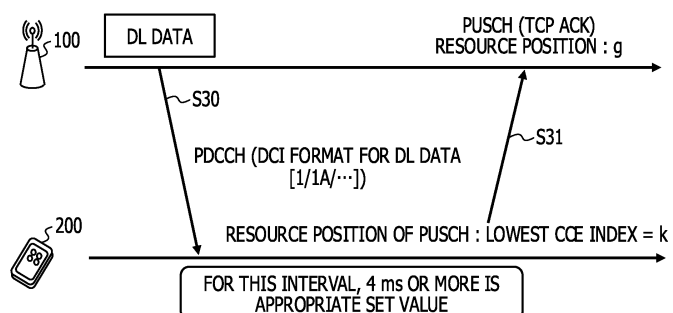 DL DATA
PUSCH (TCP ACK)
RESOURCE POSITION : g
100
S30
S31
PDCCH (DCI FORMAT FOR DL DATA
[1/1A/⋯])
200
RESOURCE POSITION OF PUSCH : LOWEST CCE INDEX = k
FOR THIS INTERVAL, 4 ms OR MORE IS
APPROPRIATE SET VALUE